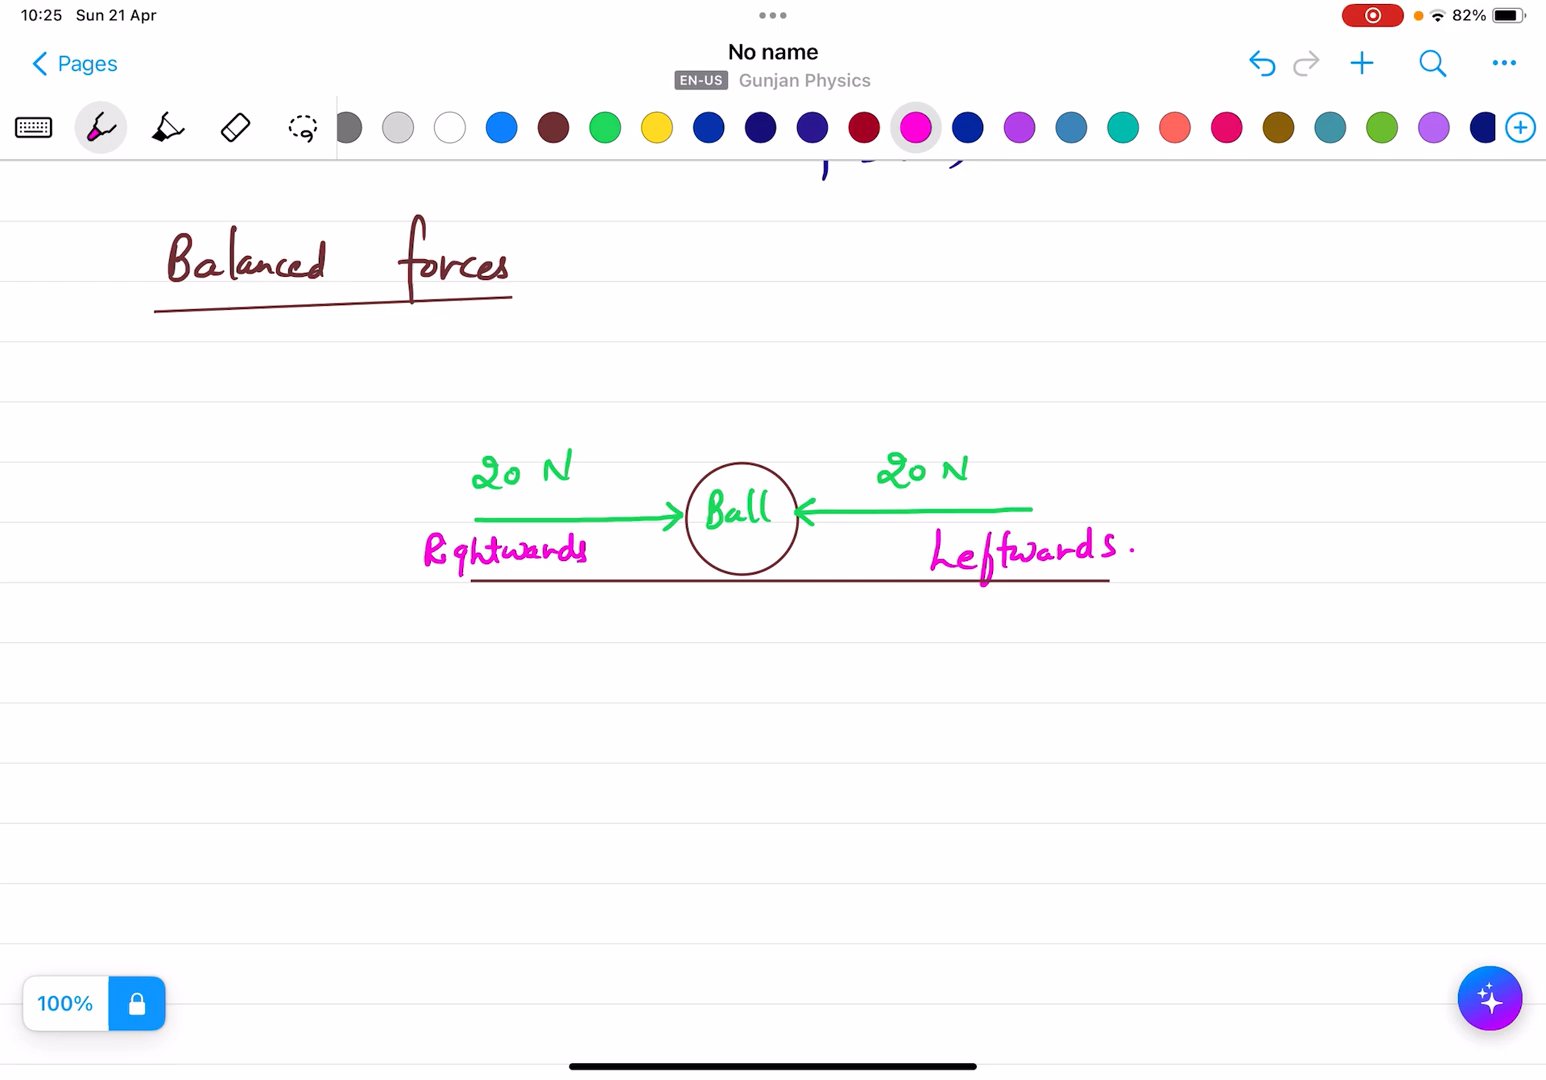 10:25 Sun 21 Apr
82%
Pages
No name
EN-US Gunjan Physics
Balanced forces
20 N
20 N
Ball
Rightwards
Leftwards.
100%